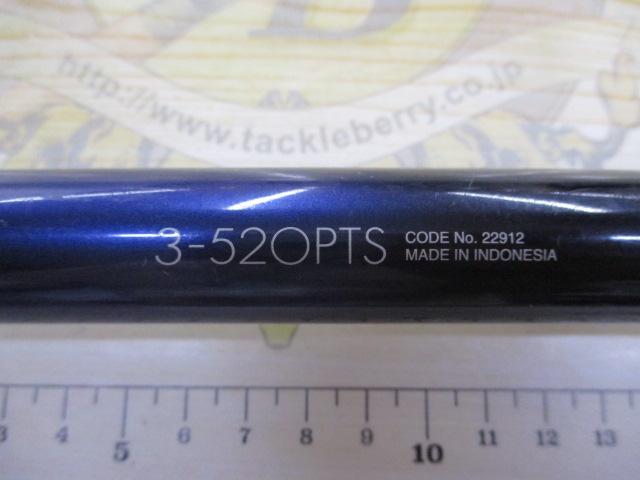 http://www.tackleberry.co.jp
3-520PTS
CODE No. 22912
MADE IN INDONESIA
3 4 5 6 7 8 9 10 11 12 13